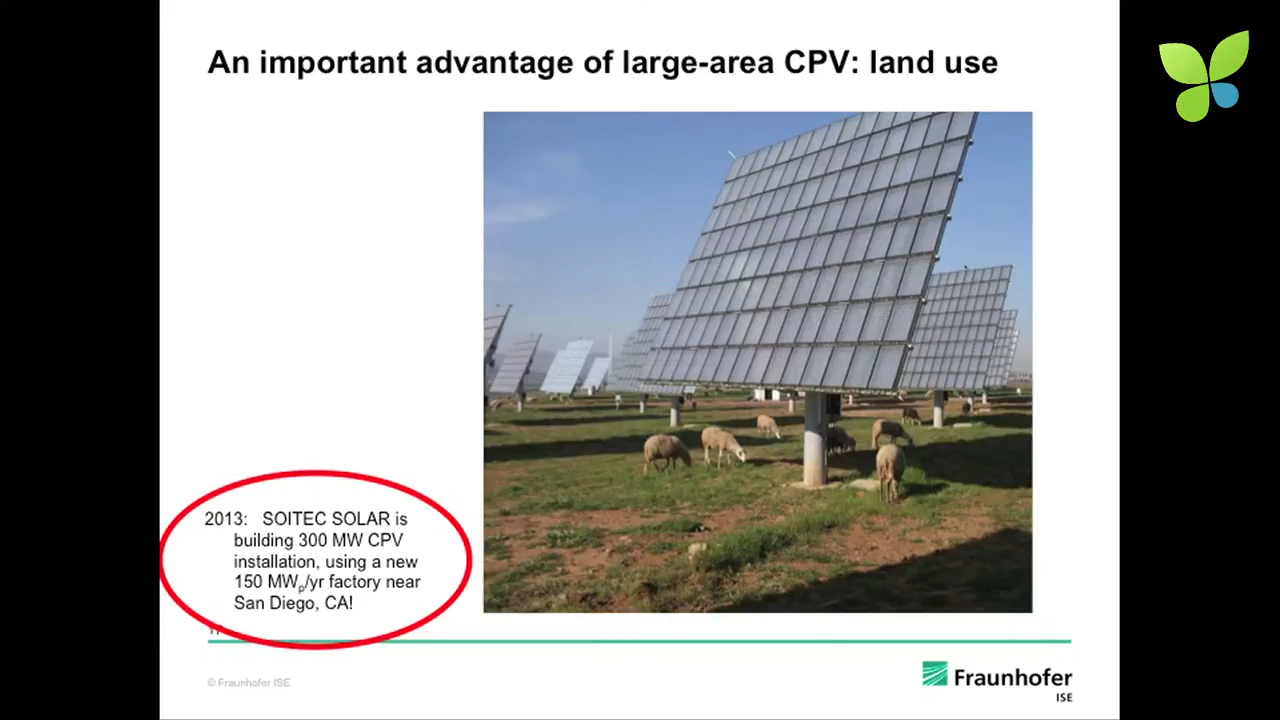 An important advantage of large-area CPV: land use
2013: SOITEC SOLAR is
building 300 MW CPV
installation, using a new
150 MWp/yr factory near
San Diego, CA!
© Fraunhofer ISE
Fraunhofer
ISE